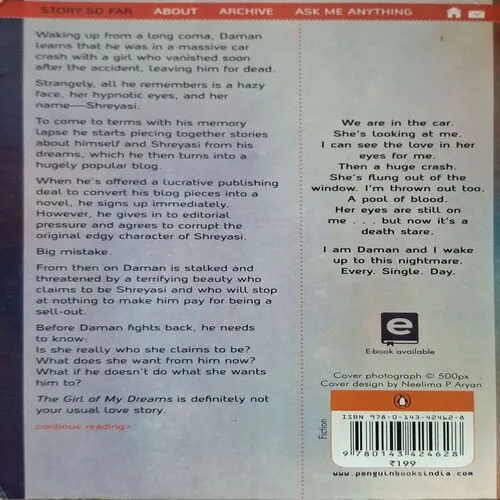 STORY SO FAR ABOUT ARCHIVE ASK ME ANYTHING
Waking up from a long coma, Daman
learns that he was in a massive car
crash with a girl who vanished soon
after the accident, leaving him for dead.
Strangely, all he remembers is a hazy
face, her hypnotic eyes, and her
name—Shreyasi.
To come to terms with his memory
lapse he starts piecing together stories
about himself and Shreyasi from
his dreams, which he then turns into a
hugely popular blog.
When he's offered a lucrative publishing
deal to convert his blog pieces into a
novel, he signs up immediately.
However, he gives in to editorial
pressure and agrees to corrupt the
original edgy character of Shreyasi.
Big mistake.
From then on Daman is stalked and
threatened by a terrifying beauty who
claims to be Shreyasi and who will stop
at nothing to make him pay for being a
sell-out.
Before Daman fights back, he needs
to know:
Is she really who she claims to be?
What does she want from him now?
What if he doesn't do what she wants
him to?
The Girl of My Dreams is definitely not
your usual love story.
continue reading>
We are in the car.
She's looking at me.
I can see the love in her
eyes for me.
Then a huge crash.
She's flung out of the
window. I'm thrown out too.
A pool of blood.
Her eyes are still on
me . . . but now it's a
death stare.
I am Daman and I wake
up to this nightmare.
Every. Single. Day.
e
E-book available
Cover photograph © 500px
Cover design by Neelima P Aryan
Fiction
ISBN 978-0-143-42462-8
9 780143 424628
₹199
www.penguinbooksindia.com